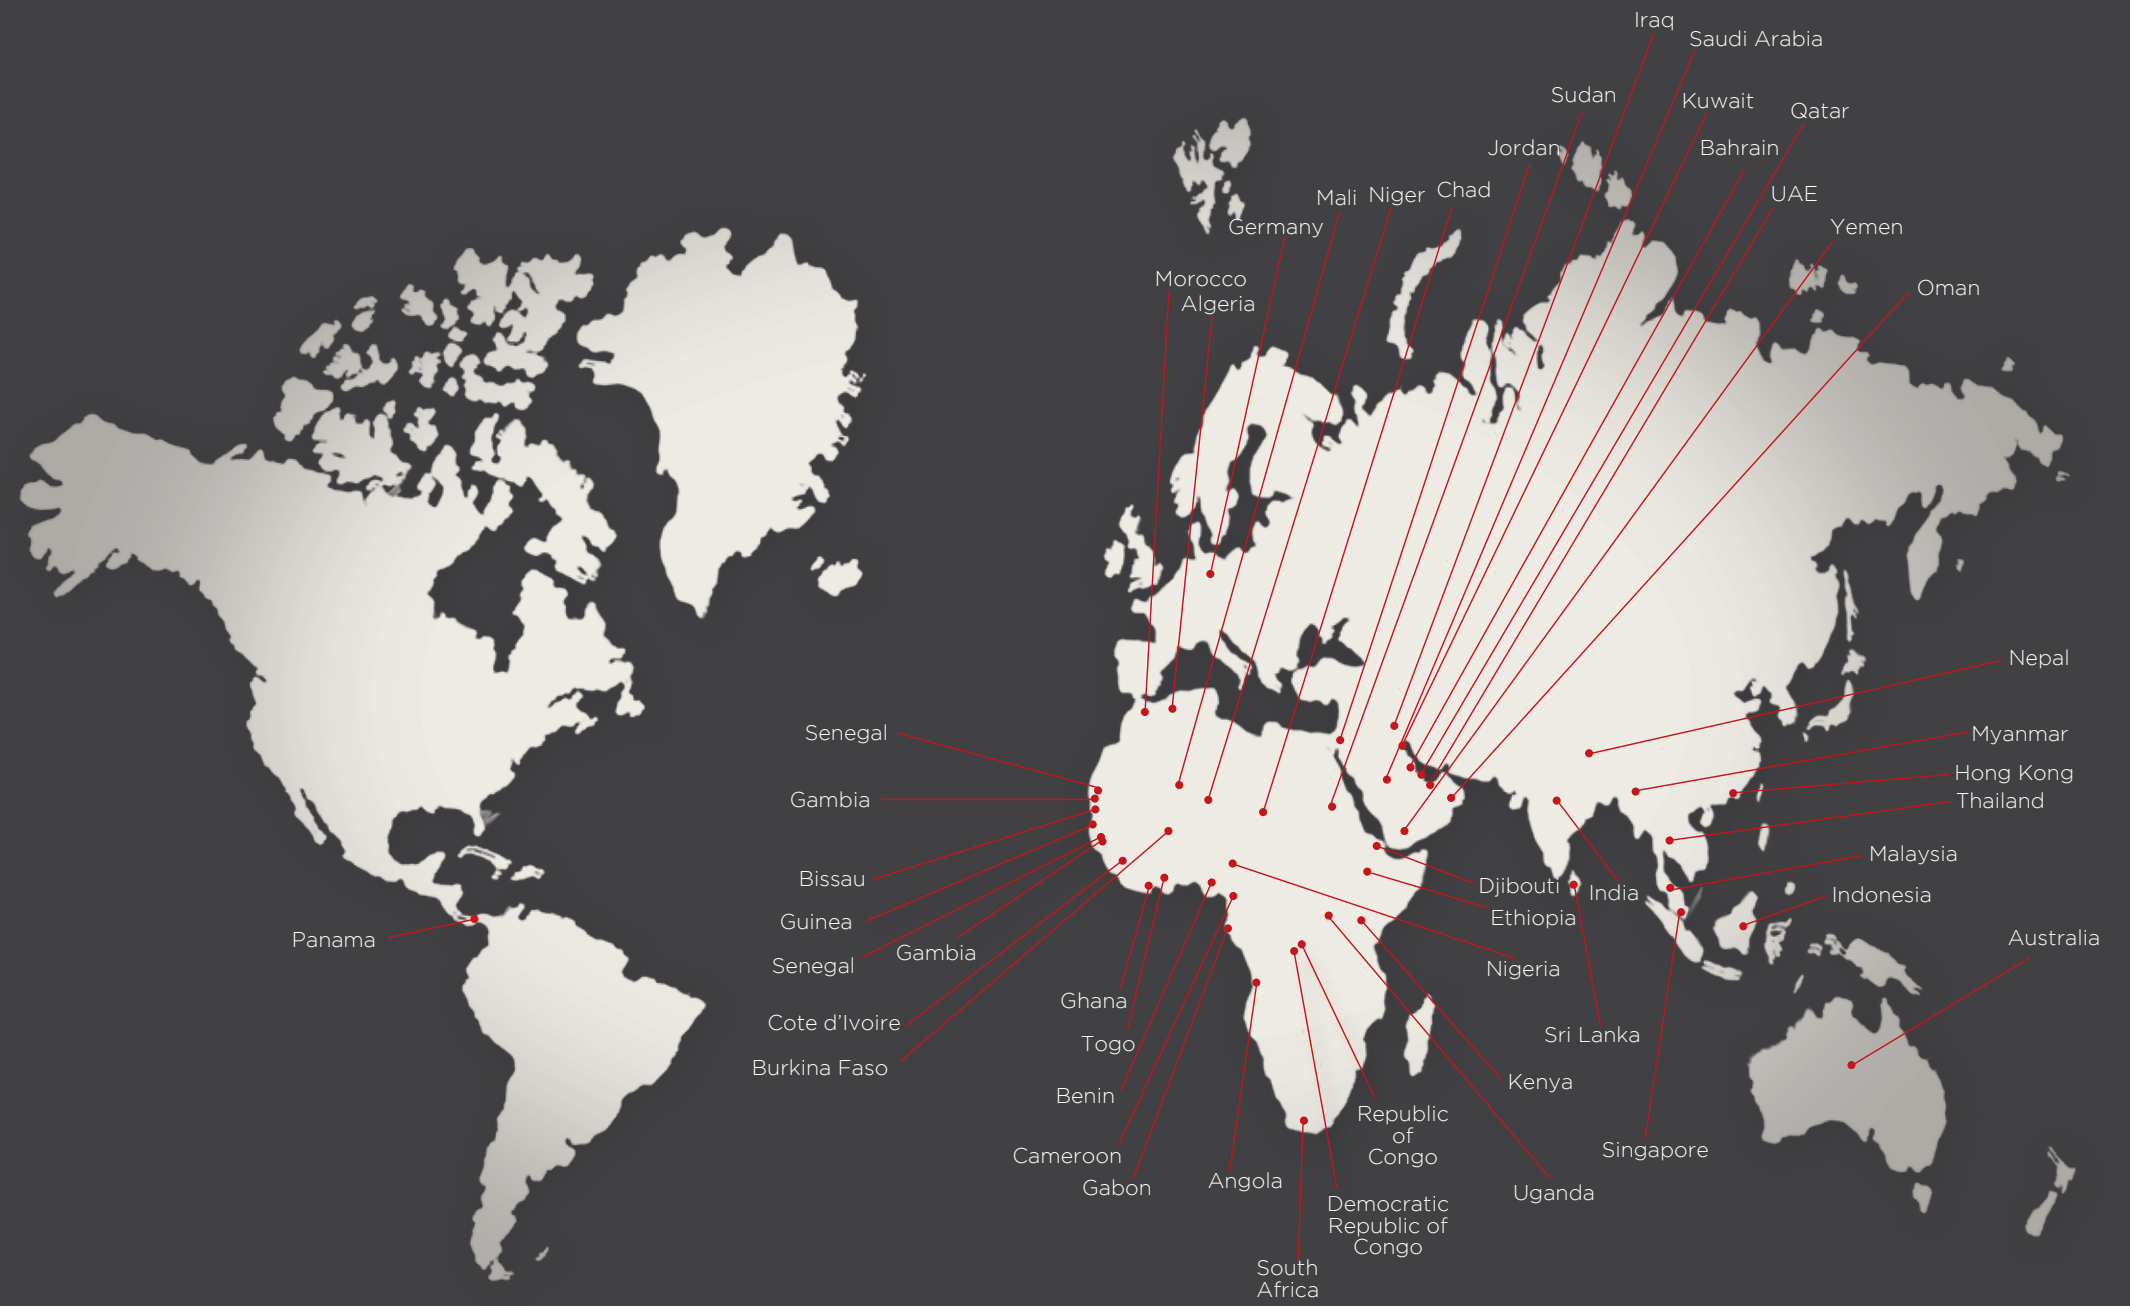 Iraq
Saudi Arabia
Sudan
Kuwait
Qatar
Jordan
Bahrain
Mali
Niger
Chad
UAE
Germany
Yemen
Morocco
Oman
Algeria
Nepal
Senegal
Myanmar
Hong Kong
Gambia
Thailand
Malaysia
Bissau
Djibouti
India
Indonesia
Guinea
Ethiopia
Panama
Australia
Gambia
Senegal
Nigeria
Ghana
Cote d’Ivoire
Sri Lanka
Togo
Burkina Faso
Kenya
Benin
Republic
of
Congo
Cameroon
Singapore
Angola
Gabon
Uganda
Democratic
Republic of
Congo
South
Africa